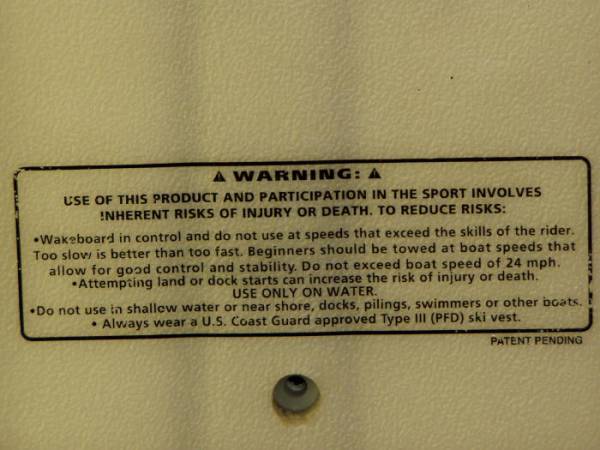 ⚠ WARNING: ⚠
USE OF THIS PRODUCT AND PARTICIPATION IN THE SPORT INVOLVES
INHERENT RISKS OF INJURY OR DEATH. TO REDUCE RISKS:
•Wakeboard in control and do not use at speeds that exceed the skills of the rider.
Too slow is better than too fast. Beginners should be towed at boat speeds that
allow for good control and stability. Do not exceed boat speed of 24 mph.
•Attempting land or dock starts can increase the risk of injury or death.
USE ONLY ON WATER.
•Do not use in shallow water or near shore, docks, pilings, swimmers or other boats.
• Always wear a U.S. Coast Guard approved Type III (PFD) ski vest.
PATENT PENDING